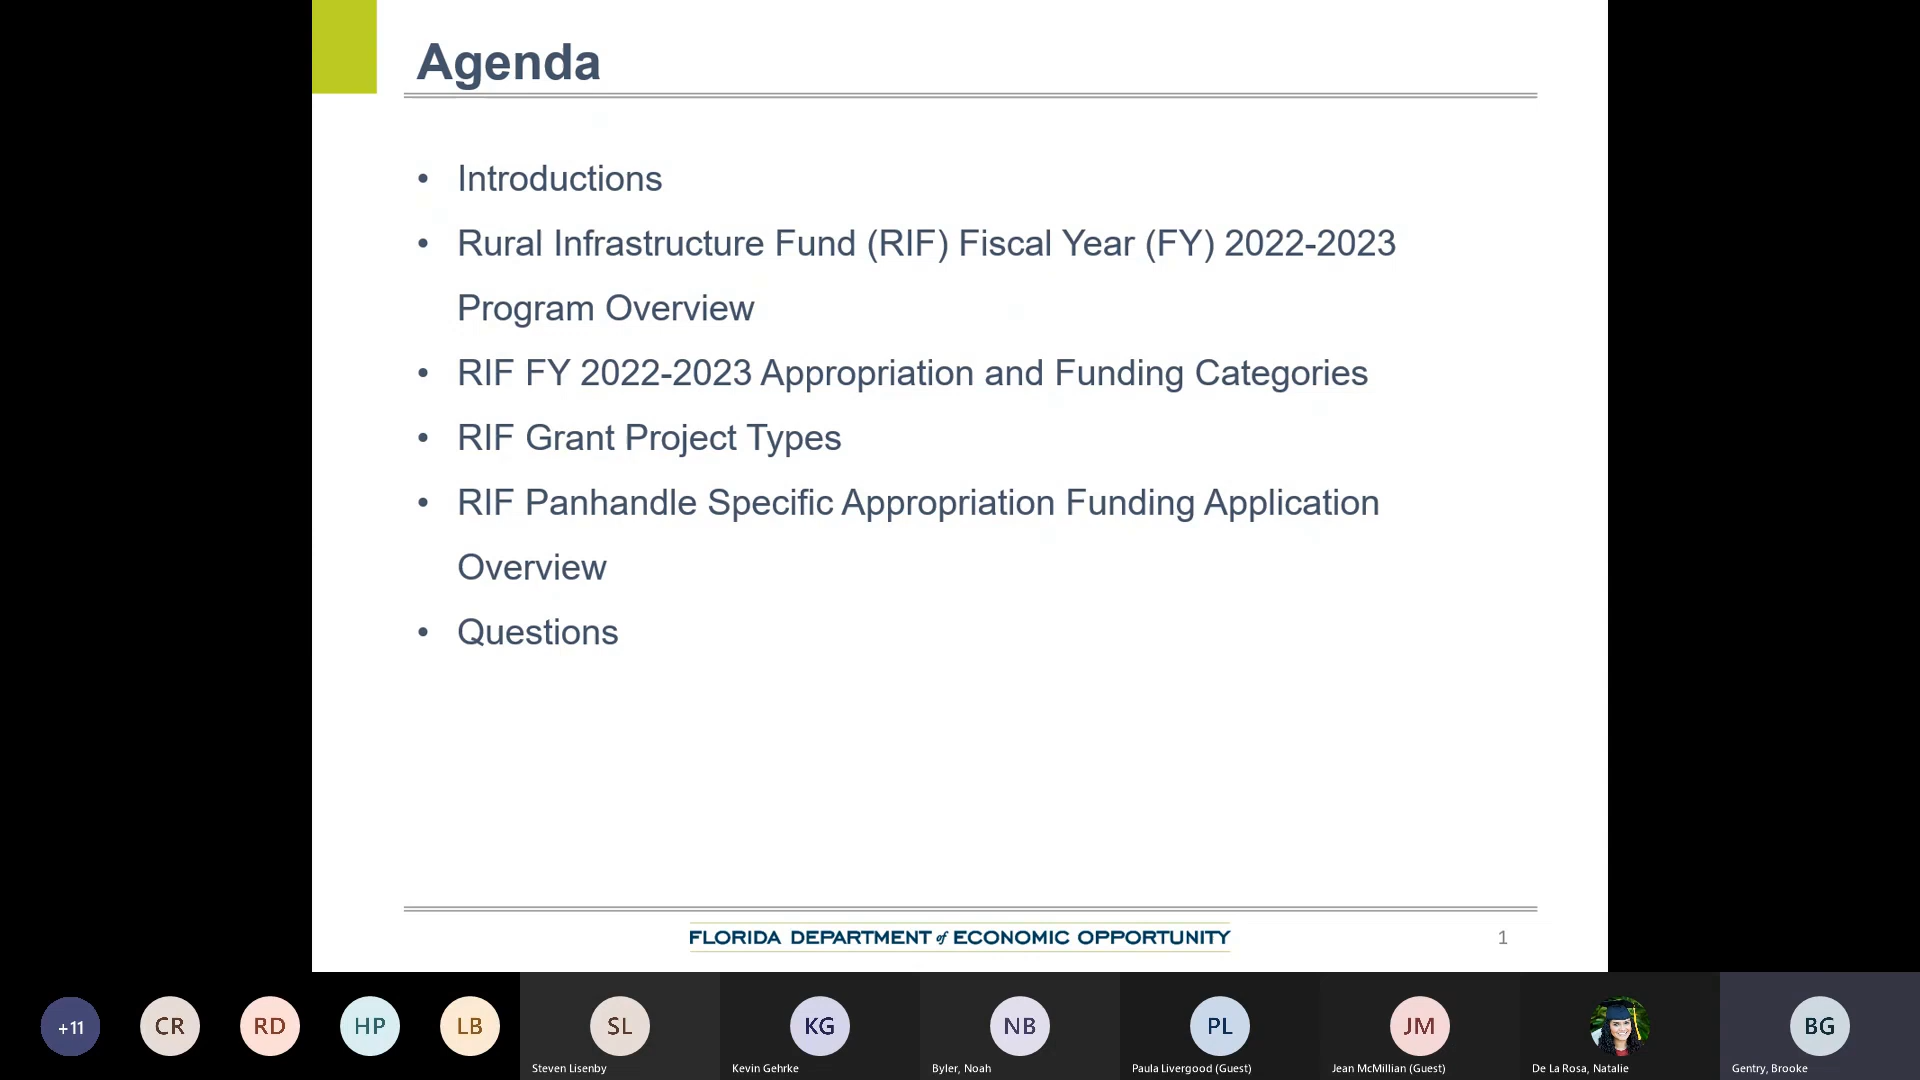 Agenda
• Introductions
• Rural Infrastructure Fund (RIF) Fiscal Year (FY) 2022-2023
Program Overview
• RIF FY 2022-2023 Appropriation and Funding Categories
• RIF Grant Project Types
• RIF Panhandle Specific Appropriation Funding Application
Overview
• Questions
FLORIDA DEPARTMENT of ECONOMIC OPPORTUNITY
1
+11
CR
RD
HP
LB
SL
KG
NB
PL
JM
BG
Steven Lisenby
Kevin Gehrke
Byler, Noah
Paula Livergood (Guest)
Jean McMillian (Guest)
De La Rosa, Natalie
Gentry, Brooke